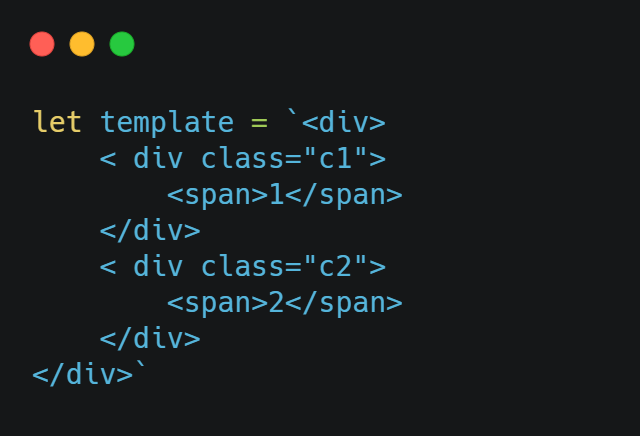 let template = `<div>
    < div class="c1">
        <span>1</span>
    </div>
    < div class="c2">
        <span>2</span>
    </div>
</div>`